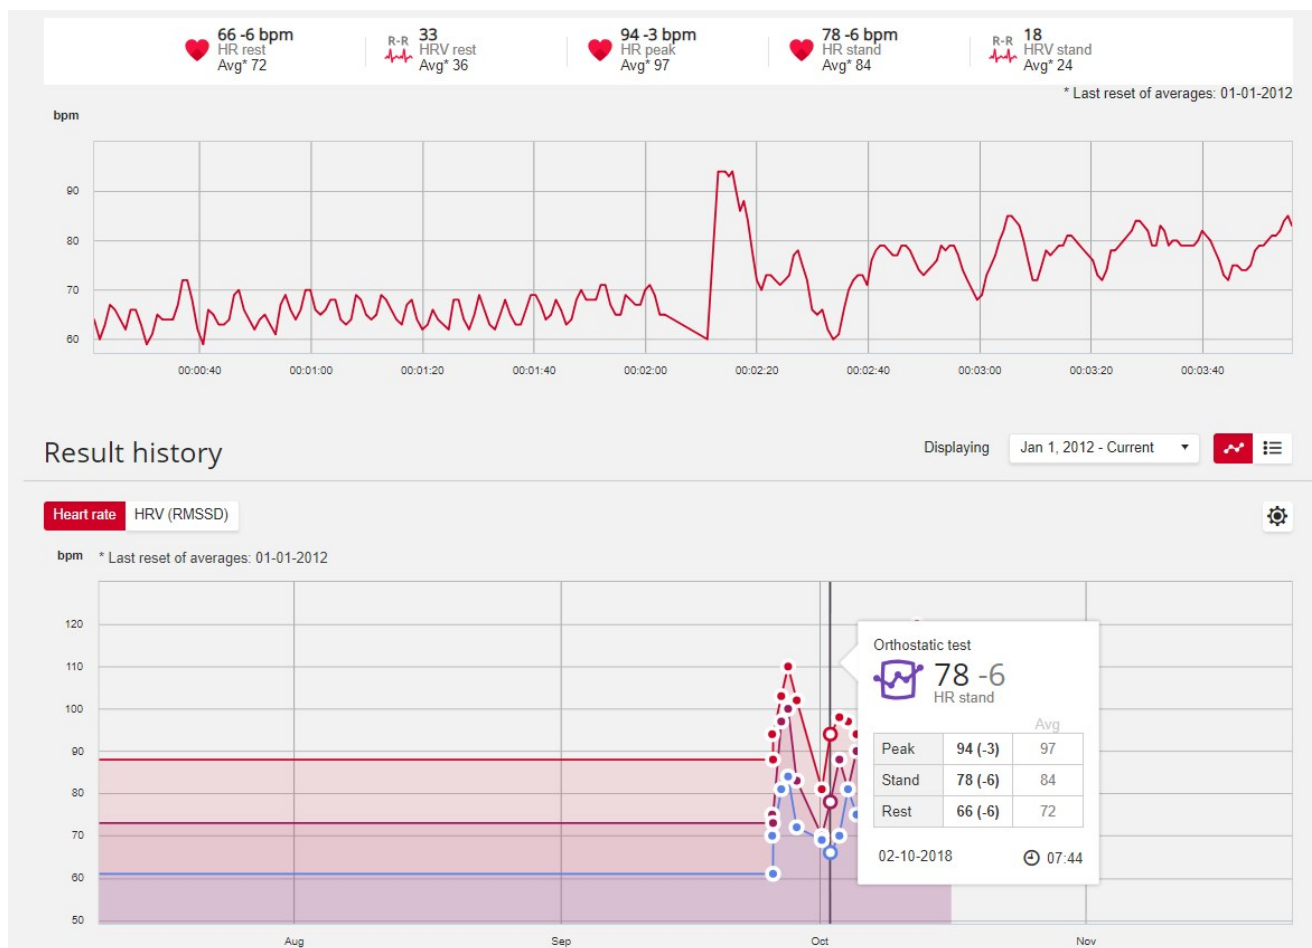 66 -6 bpm
HR rest
Avg* 72
R-R 33
HRV rest
Avg* 36
94 -3 bpm
HR peak
Avg* 97
78 -6 bpm
HR stand
Avg* 84
R-R 18
HRV stand
Avg* 24
* Last reset of averages: 01-01-2012
bpm
90
80
70
60
00:00:40 00:01:00 00:01:20 00:01:40 00:02:00 00:02:20 00:02:40 00:03:00 00:03:20 00:03:40
Result history
Displaying Jan 1, 2012 - Current
Heart rate HRV (RMSSD)
bpm * Last reset of averages: 01-01-2012
120
110
100
90
80
70
60
50
Aug Sep Oct Nov
Orthostatic test
78 -6
HR stand
Avg
Peak 94 (-3) 97
Stand 78 (-6) 84
Rest 66 (-6) 72
02-10-2018 07:44